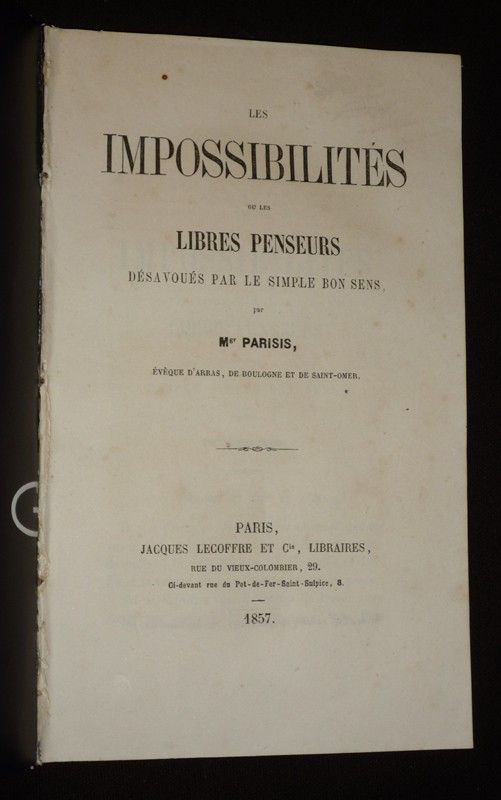 LES
IMPOSSIBILITÉS
OU LES
LIBRES PENSEURS
DÉSAVOUÉS PAR LE SIMPLE BON SENS,
par
Mgr PARISIS,
ÉVÊQUE D'ARRAS, DE BOULOGNE ET DE SAINT-OMER.
PARIS,
JACQUES LECOFFRE ET Cie, LIBRAIRES,
RUE DU VIEUX-COLOMBIER, 29.
Ci-devant rue du Pot-de-Fer-Saint-Sulpice, 8.
1857.